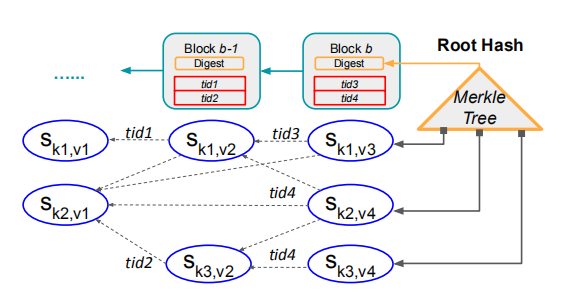 Root Hash
Block b-1
Digest
tid1
tid2
Block b
Digest
tid3
tid4
......
Merkle
Tree
Sk1,v1
tid1
Sk1,v2
tid3
Sk1,v3
Sk2,v1
tid4
Sk2,v4
tid2
Sk3,v2
tid4
Sk3,v4